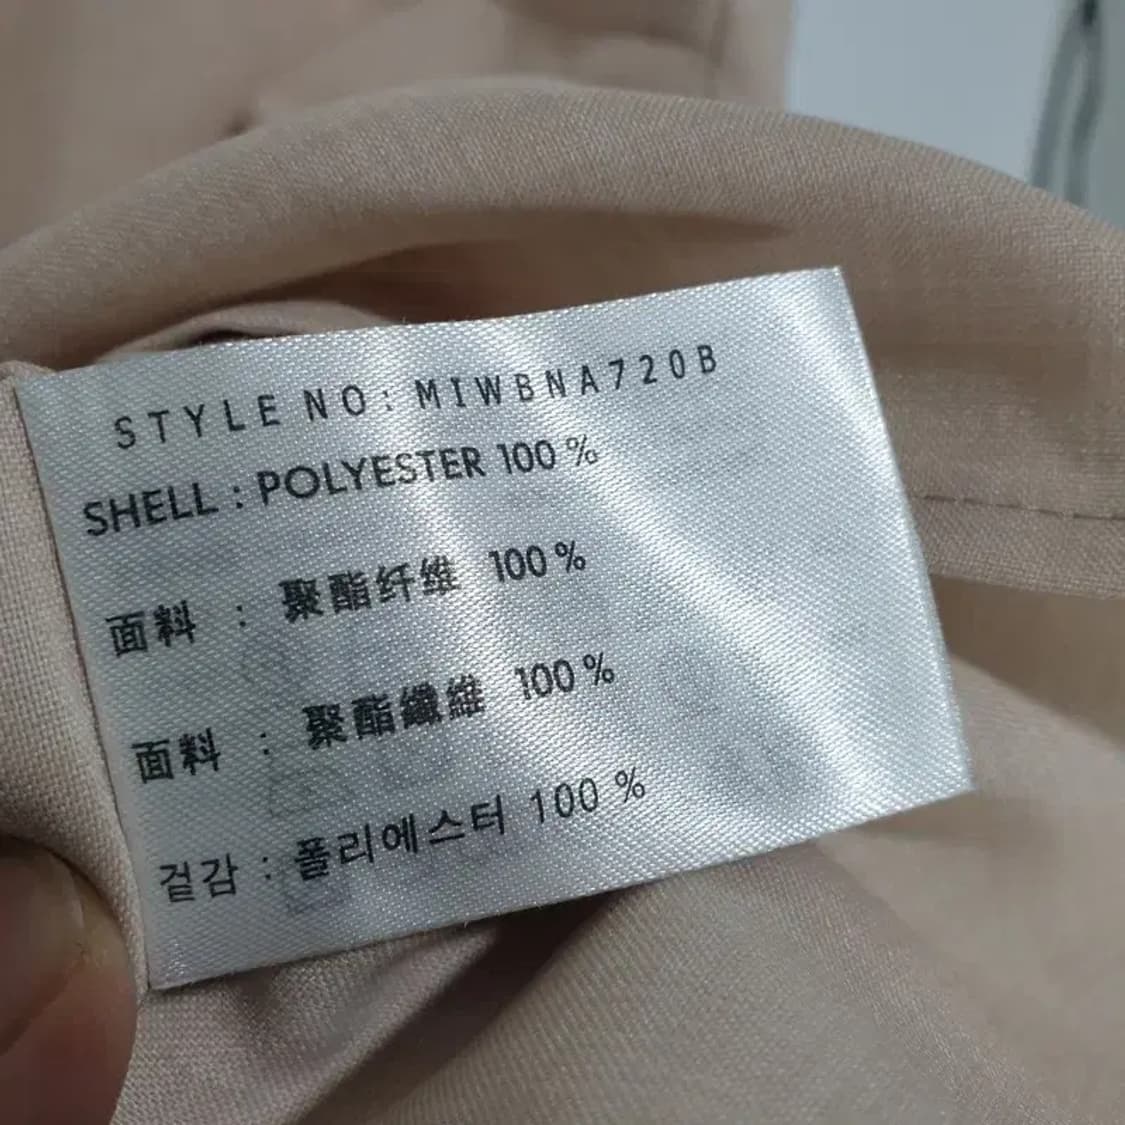 STYLE NO: MIWBNA720B
SHELL : POLYESTER 100 %
面料 : 聚酯纤维 100 %
面料 : 聚酯纖維 100 %
겉감 : 폴리에스터 100 %